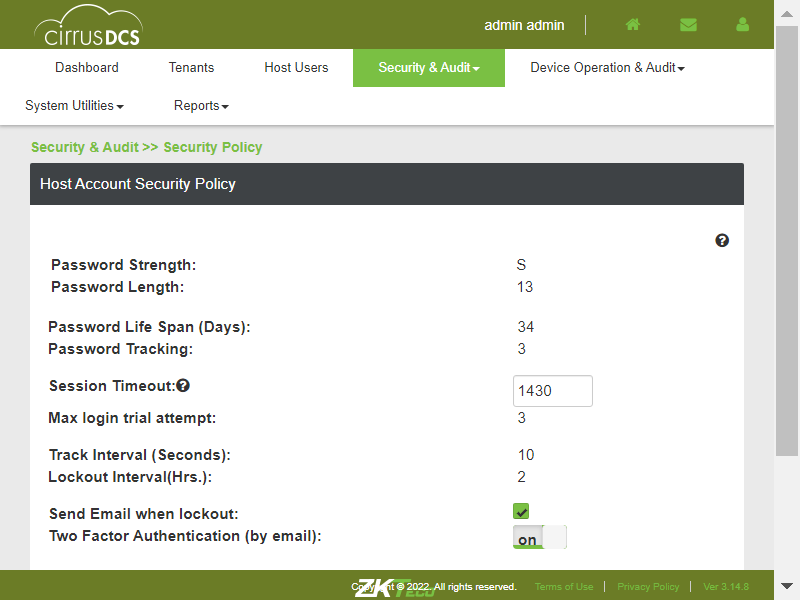 cirrusDCS
admin admin
Dashboard Tenants Host Users Security & Audit Device Operation & Audit
System Utilities Reports
Security & Audit >> Security Policy
Host Account Security Policy
Password Strength: S
Password Length: 13
Password Life Span (Days): 34
Password Tracking: 3
Session Timeout: 1430
Max login trial attempt: 3
Track Interval (Seconds): 10
Lockout Interval(Hrs.): 2
Send Email when lockout:
Two Factor Authentication (by email): on
ZKTeco
© 2022. All rights reserved. Terms of Use | Privacy Policy | Ver 3.14.8